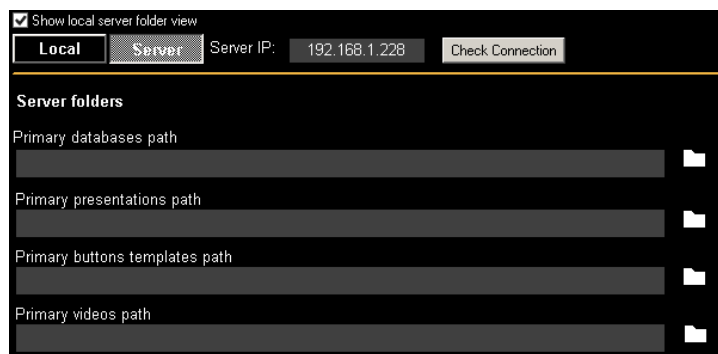 Show local server folder view
Local Server Server IP: 192.168.1.228 Check Connection
Server folders
Primary databases path
Primary presentations path
Primary buttons templates path
Primary videos path